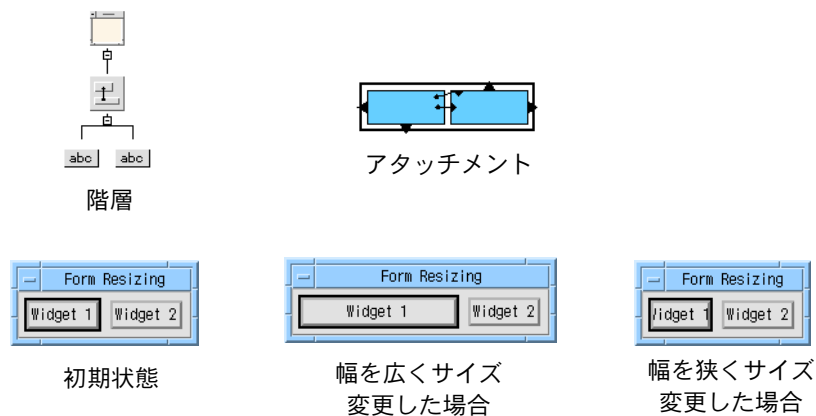 abc abc
階層
アタッチメント
Form Resizing
Widget 1 Widget 2
初期状態
Form Resizing
Widget 1 Widget 2
幅を広くサイズ
変更した場合
Form Resizing
Widget 2
幅を狭くサイズ
変更した場合